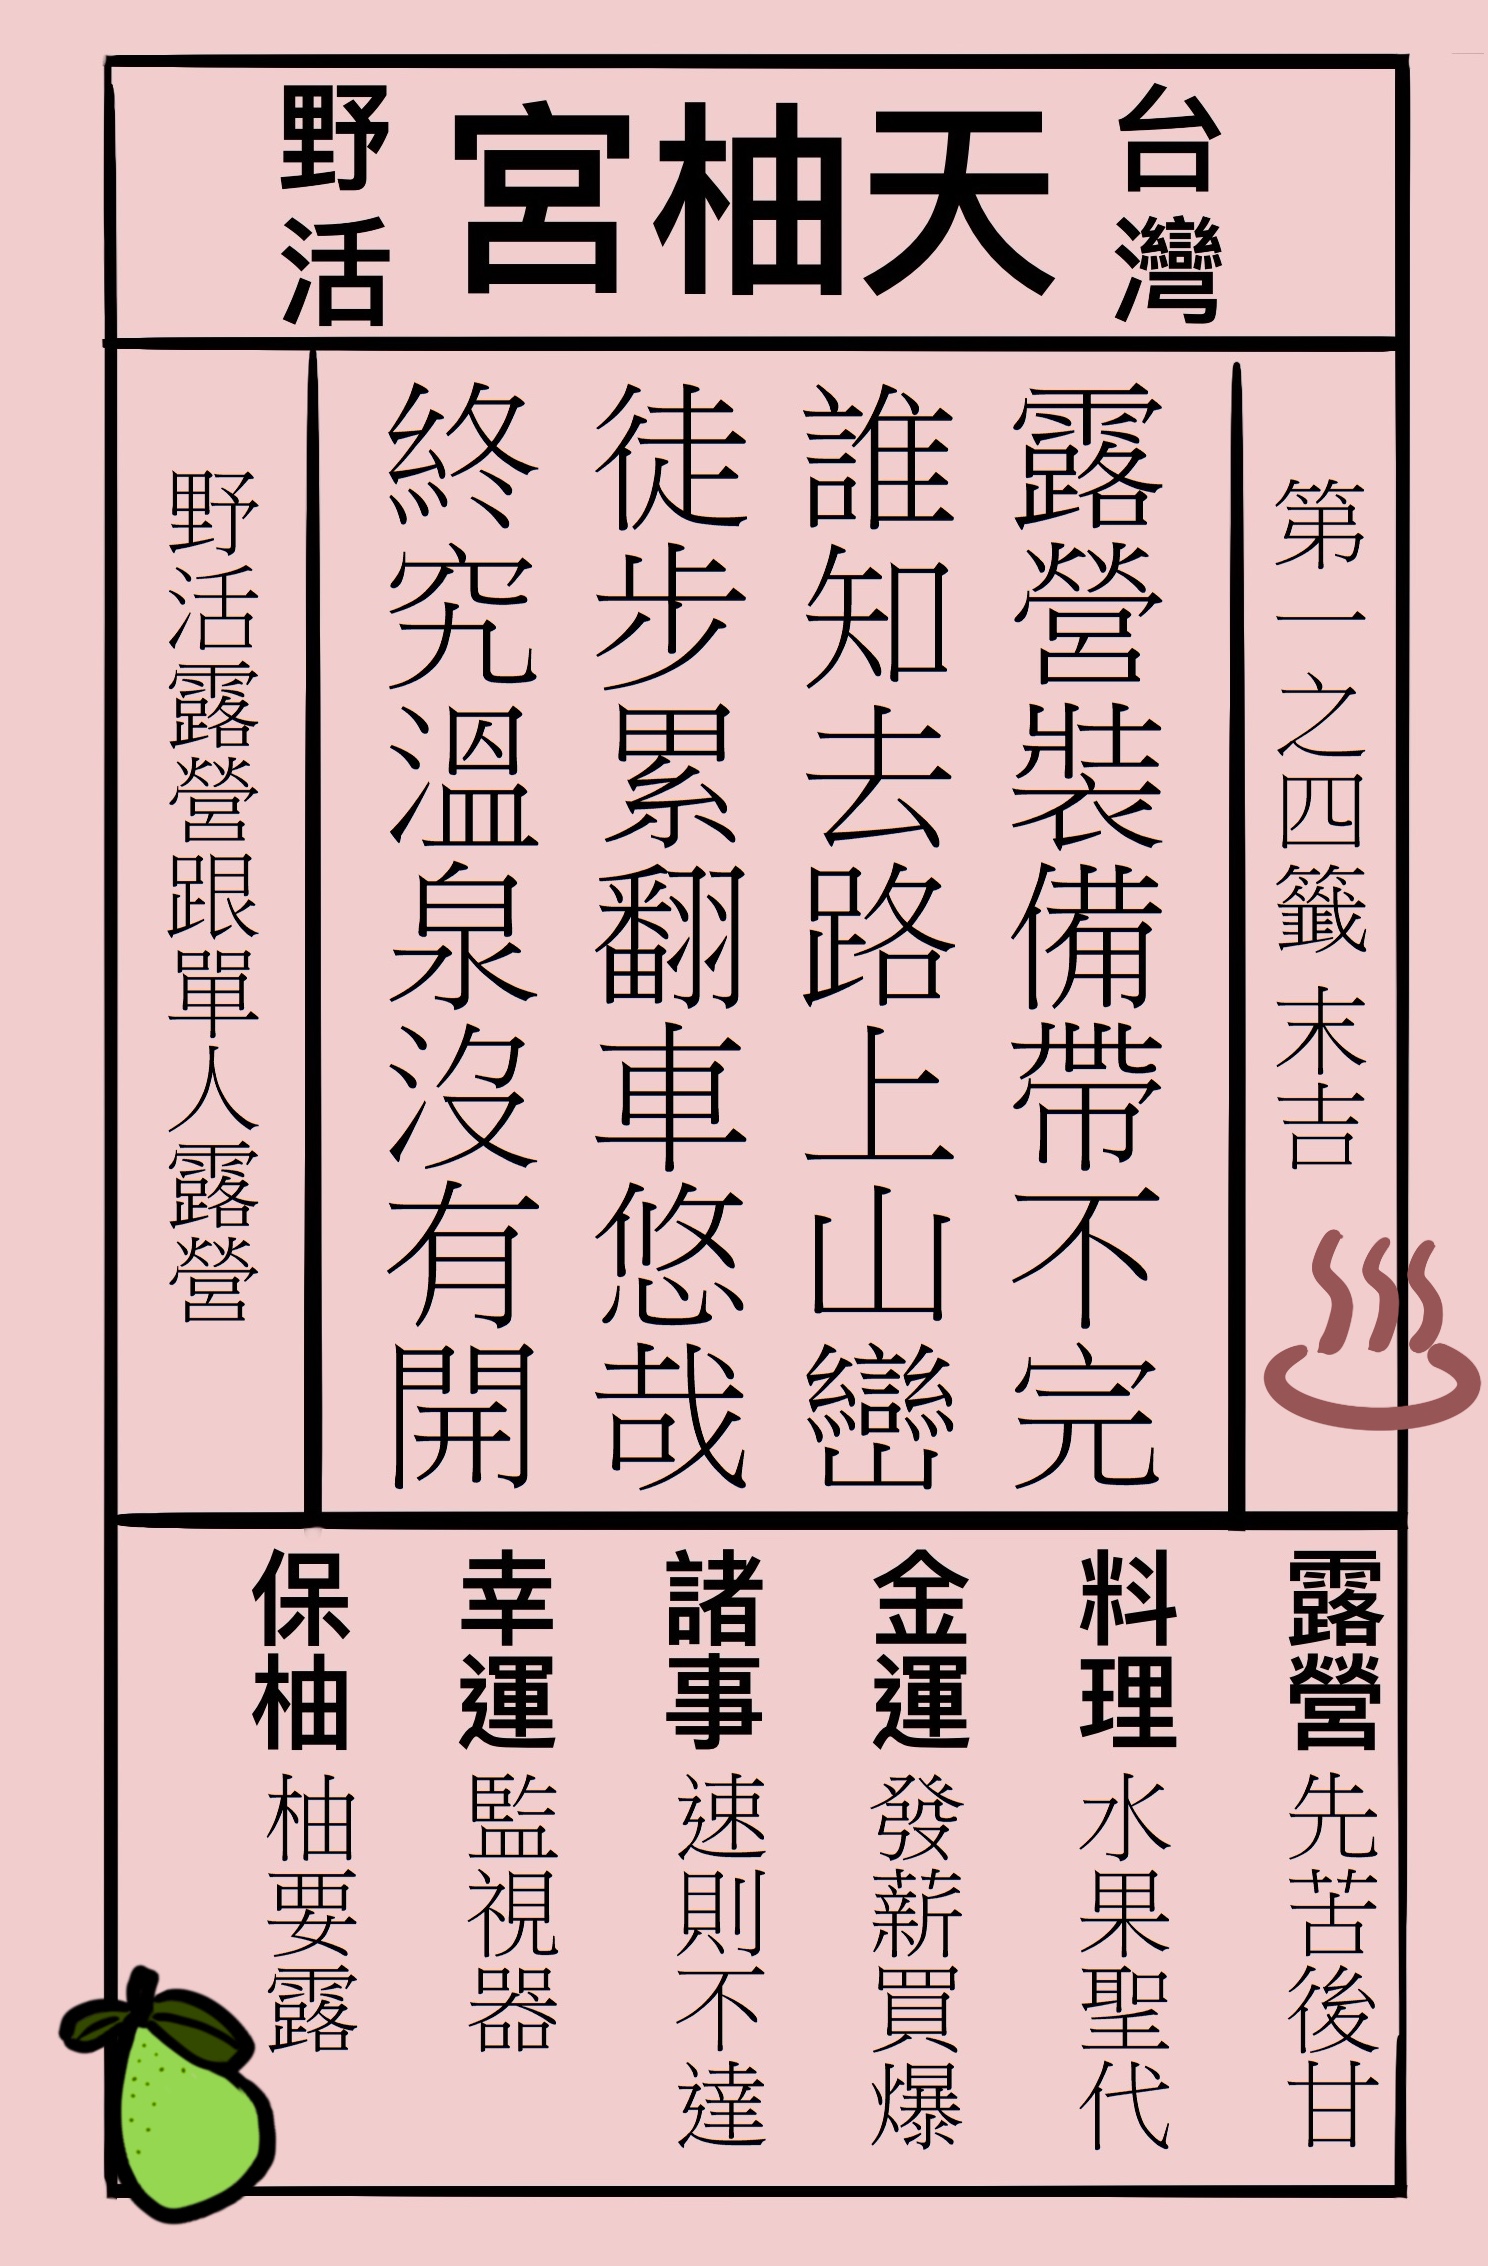 台灣
天柚宮
野活
第一之四籤 末吉
露營裝備帶不完
誰知去路上山巒
徒步累翻車悠哉
終究溫泉沒有開
野活露營跟單人露營
露營 先苦後甘
料理 水果聖代
金運 發薪買爆
諸事 速則不達
幸運 監視器
保柚 柚要露